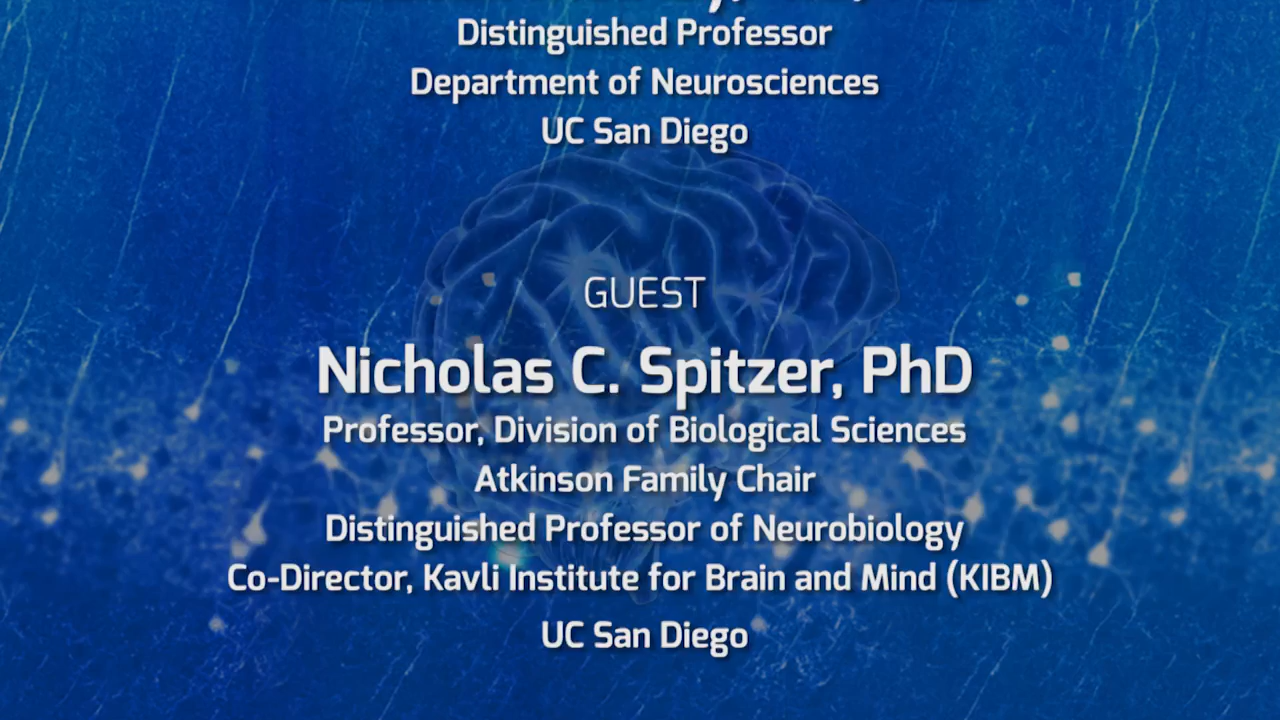 Distinguished Professor
Department of Neurosciences
UC San Diego
GUEST
Nicholas C. Spitzer, PhD
Professor, Division of Biological Sciences
Atkinson Family Chair
Distinguished Professor of Neurobiology
Co-Director, Kavli Institute for Brain and Mind (KIBM)
UC San Diego